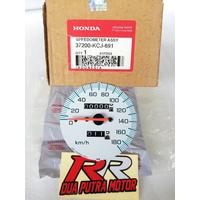 HONDA
SPEEDOMETER ASSY
37200-KCJ-691
QTY 1
80 100
60 120
40 140
20 160
0 180
km/h
RR
DUA PUTRA MOTOR